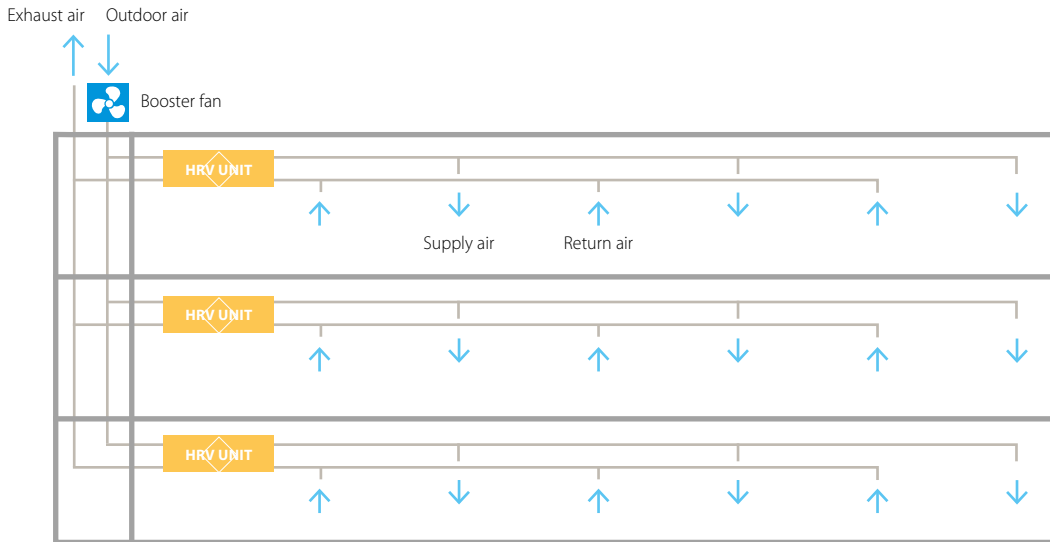 Exhaust air
Outdoor air
Booster fan
HRV UNIT
Supply air
Return air
HRV UNIT
HRV UNIT